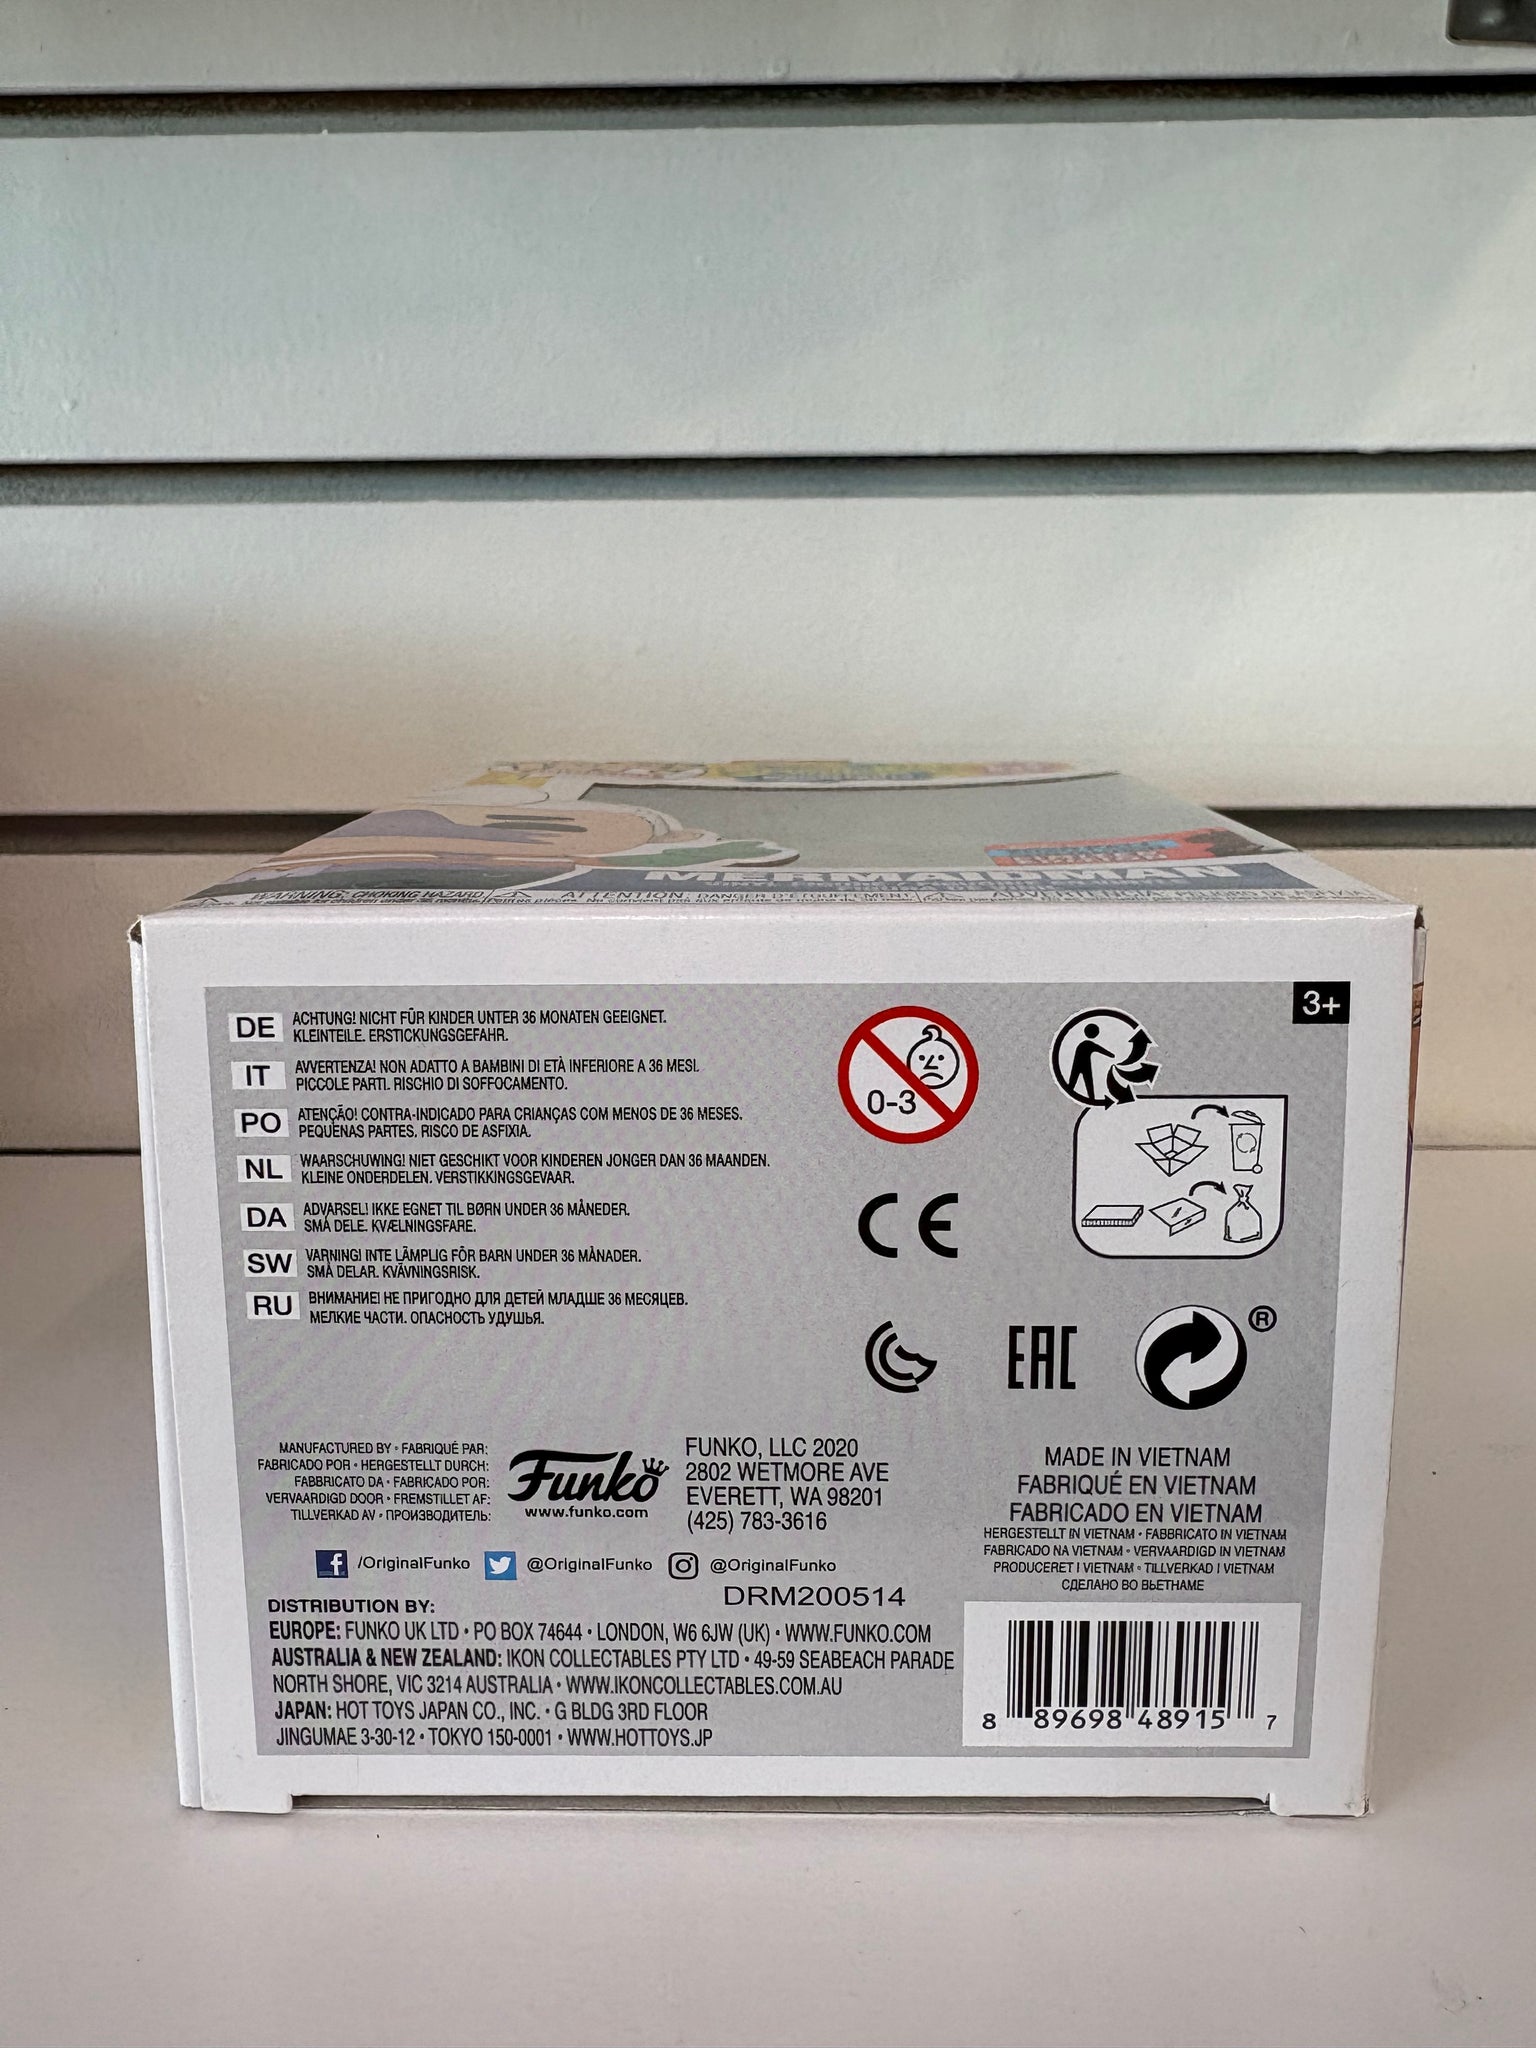 MERMAIDMAN
WARNING: CHOKING HAZARD
3+
DE ACHTUNG! NICHT FÜR KINDER UNTER 36 MONATEN GEEIGNET.
KLEINTEILE. ERSTICKUNGSGEFAHR.
IT AVVERTENZA! NON ADATTO A BAMBINI DI ETÀ INFERIORE A 36 MESI.
PICCOLE PARTI. RISCHIO DI SOFFOCAMENTO.
PO ATENÇÃO! CONTRA-INDICADO PARA CRIANÇAS COM MENOS DE 36 MESES.
PEQUENAS PARTES. RISCO DE ASFIXIA.
NL WAARSCHUWING! NIET GESCHIKT VOOR KINDEREN JONGER DAN 36 MAANDEN.
KLEINE ONDERDELEN. VERSTIKKINGSGEVAAR.
DA ADVARSEL! IKKE EGNET TIL BØRN UNDER 36 MÅNEDER.
SMÅ DELE. KVÆLNINGSFARE.
SW VARNING! INTE LÄMPLIG FÖR BARN UNDER 36 MÅNADER.
SMÅ DELAR. KVÄVNINGSRISK.
RU ВНИМАНИЕ! НЕ ПРИГОДНО ДЛЯ ДЕТЕЙ МЛАДШЕ 36 МЕСЯЦЕВ.
МЕЛКИЕ ЧАСТИ. ОПАСНОСТЬ УДУШЬЯ.
0-3
CE
EAC
®
MANUFACTURED BY • FABRIQUÉ PAR:
FABRICADO POR • HERGESTELLT DURCH:
FABBRICATO DA • FABRICADO POR:
VERVAARDIGD DOOR • FREMSTILLET AF:
TILLVERKAD AV • ПРОИЗВОДИТЕЛЬ:
Funko
www.funko.com
FUNKO, LLC 2020
2802 WETMORE AVE
EVERETT, WA 98201
(425) 783-3616
MADE IN VIETNAM
FABRIQUÉ EN VIETNAM
FABRICADO EN VIETNAM
HERGESTELLT IN VIETNAM • FABBRICATO IN VIETNAM
FABRICADO NA VIETNAM • VERVAARDIGD IN VIETNAM
PRODUCERET I VIETNAM • TILLVERKAD I VIETNAM
СДЕЛАНО ВО ВЬЕТНАМЕ
/OriginalFunko @OriginalFunko @OriginalFunko
DRM200514
DISTRIBUTION BY:
EUROPE: FUNKO UK LTD • PO BOX 74644 • LONDON, W6 6JW (UK) • WWW.FUNKO.COM
AUSTRALIA & NEW ZEALAND: IKON COLLECTABLES PTY LTD • 49-59 SEABEACH PARADE
NORTH SHORE, VIC 3214 AUSTRALIA • WWW.IKONCOLLECTABLES.COM.AU
JAPAN: HOT TOYS JAPAN CO., INC. • G BLDG 3RD FLOOR
JINGUMAE 3-30-12 • TOKYO 150-0001 • WWW.HOTTOYS.JP
8 89698 48915 7